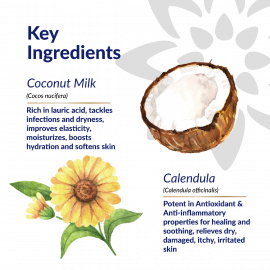 Key
Ingredients
Coconut Milk
(Cocos nucifera)
Rich in lauric acid, tackles
infections and dryness,
improves elasticity,
moisturizes, boosts
hydration and softens skin
Calendula
(Calendula officinalis)
Potent in Antioxidant &
Anti-inflammatory
properties for healing and
soothing, relieves dry,
damaged, itchy, irritated
skin